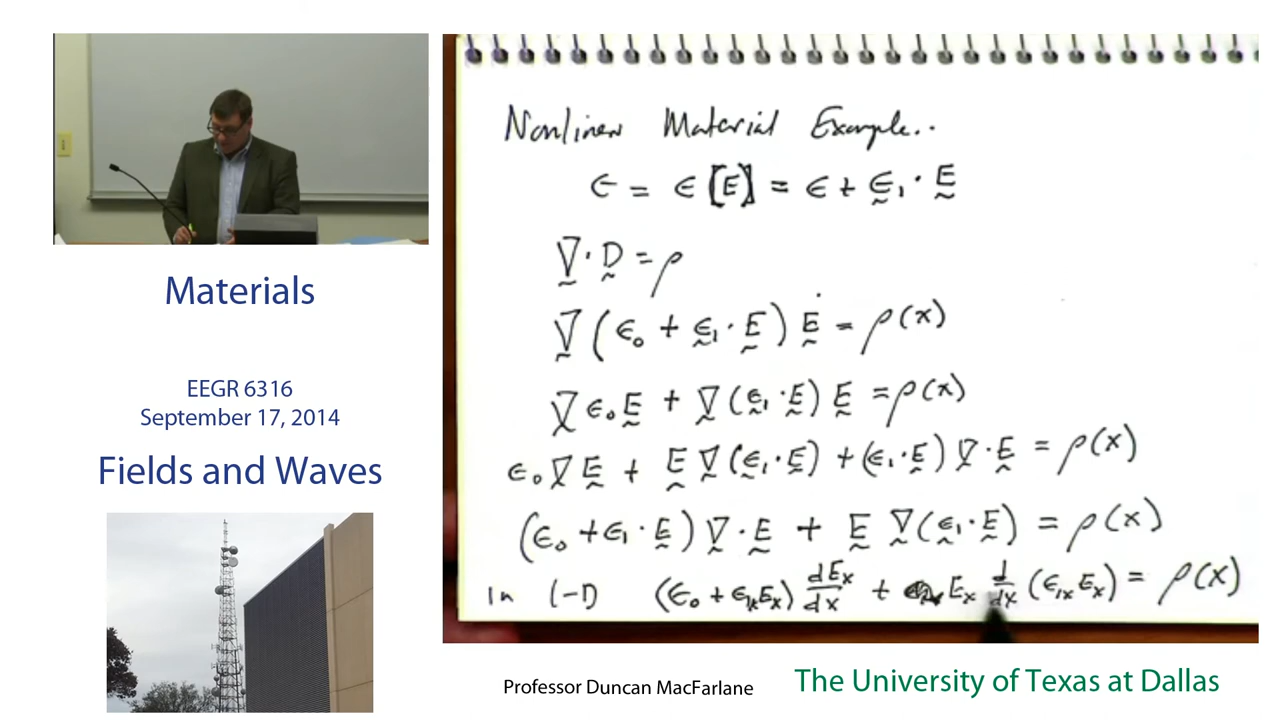 Materials
EEGR 6316
September 17, 2014
Fields and Waves
Nonlinear Material Example..
ϵ = ϵ [E] = ϵ + ϵ₁ · E
∇ · D = ρ
∇ (ϵ₀ + ϵ₁ · E) E = ρ(x)
∇ ϵ₀ E + ∇ (ϵ₁ · E) E = ρ(x)
ϵ₀ ∇ E + E ∇ (ϵ₁ · E) + (ϵ₁ · E) ∇ · E = ρ(x)
(ϵ₀ + ϵ₁ · E) ∇ · E + E ∇ (ϵ₁ · E) = ρ(x)
In 1-D (ϵ₀ + ϵ₁ₓEₓ) dEₓ/dx + Eₓ d/dx (ϵ₁ₓ Eₓ) = ρ(x)
Professor Duncan MacFarlane
The University of Texas at Dallas